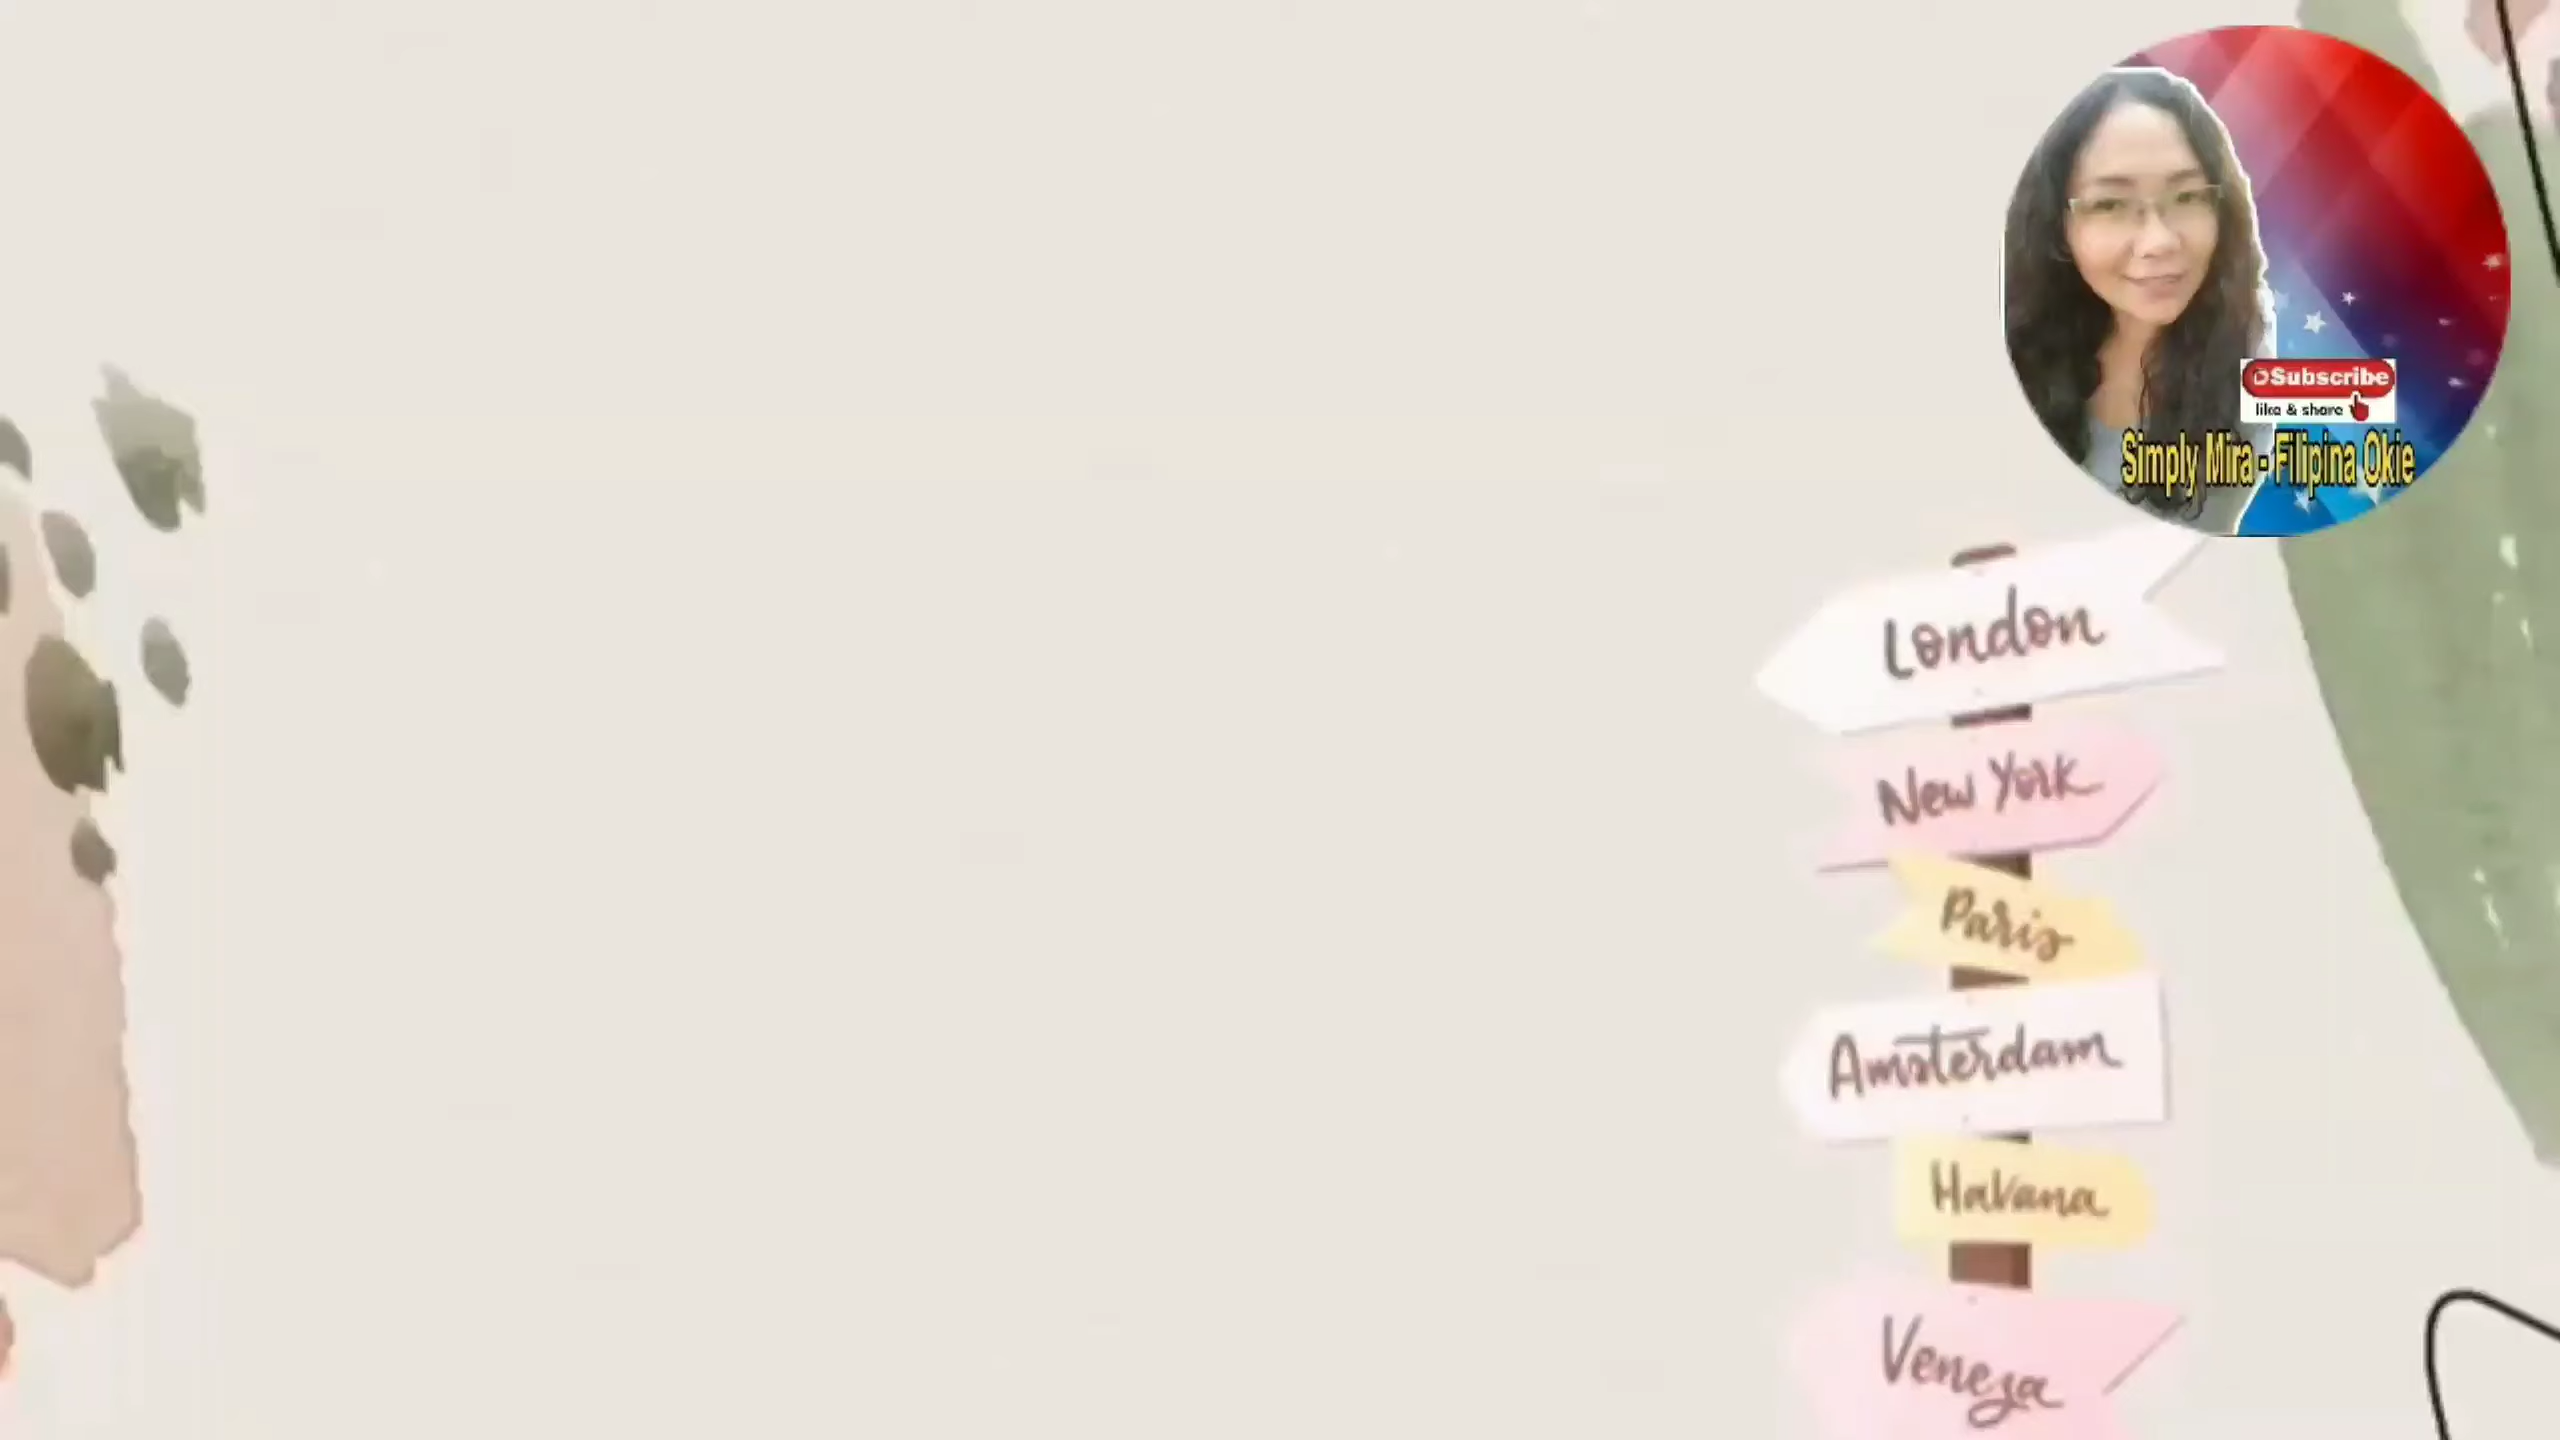 Subscribe
like & share
Simply Mira - Filipina Okie
London
New York
Paris
Amsterdam
Havana
Veneza